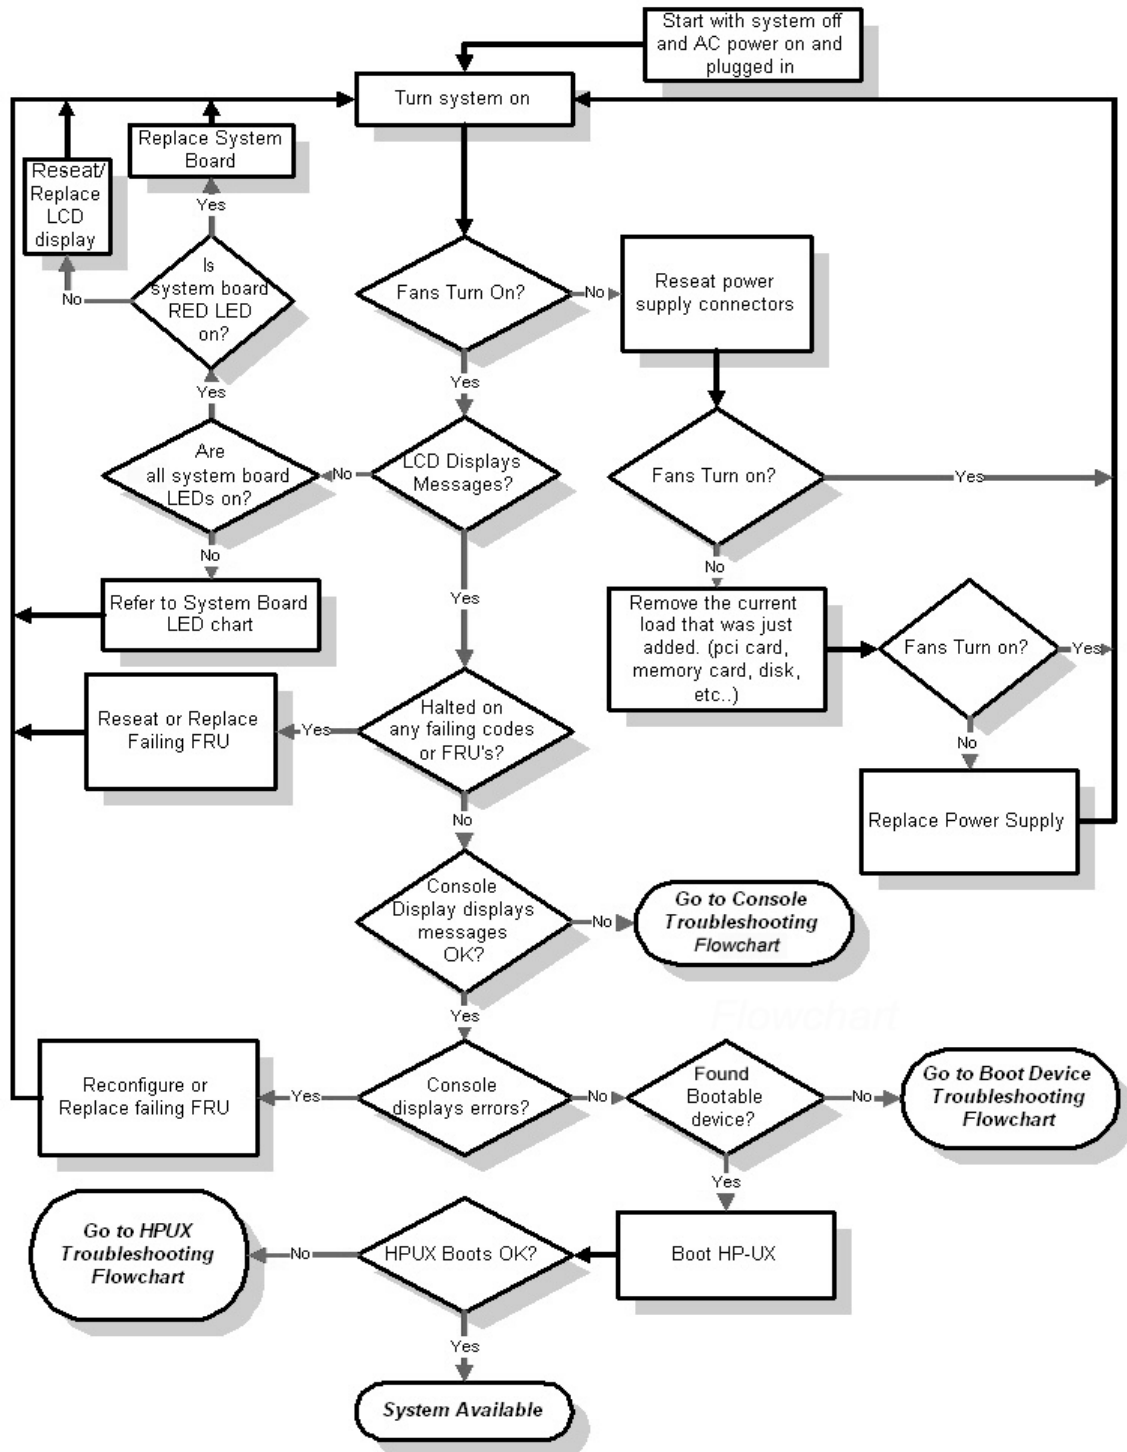 Start with system off
and AC power on and
plugged in
Turn system on
Replace System
Board
Reseat/
Replace
LCD
display
Yes
Is
system board
RED LED
on?
No
Fans Turn On?
No
Reseat power
supply connectors
Yes
Yes
Are
all system board
LEDs on?
No
LCD Displays
Messages?
Fans Turn on?
Yes
No
No
Refer to System Board
LED chart
Yes
Remove the current
load that was just
added. (pci card,
memory card, disk,
etc..)
Fans Turn on?
Yes
Reseat or Replace
Failing FRU
Yes
Halted on
any failing codes
or FRU's?
No
No
Replace Power Supply
Console
Display displays
messages
OK?
No
Go to Console
Troubleshooting
Flowchart
Yes
Flowchart
Reconfigure or
Replace failing FRU
Yes
Console
displays errors?
No
Found
Bootable
device?
No
Go to Boot Device
Troubleshooting
Flowchart
Yes
Go to HPUX
Troubleshooting
Flowchart
No
HPUX Boots OK?
Boot HP-UX
Yes
System Available